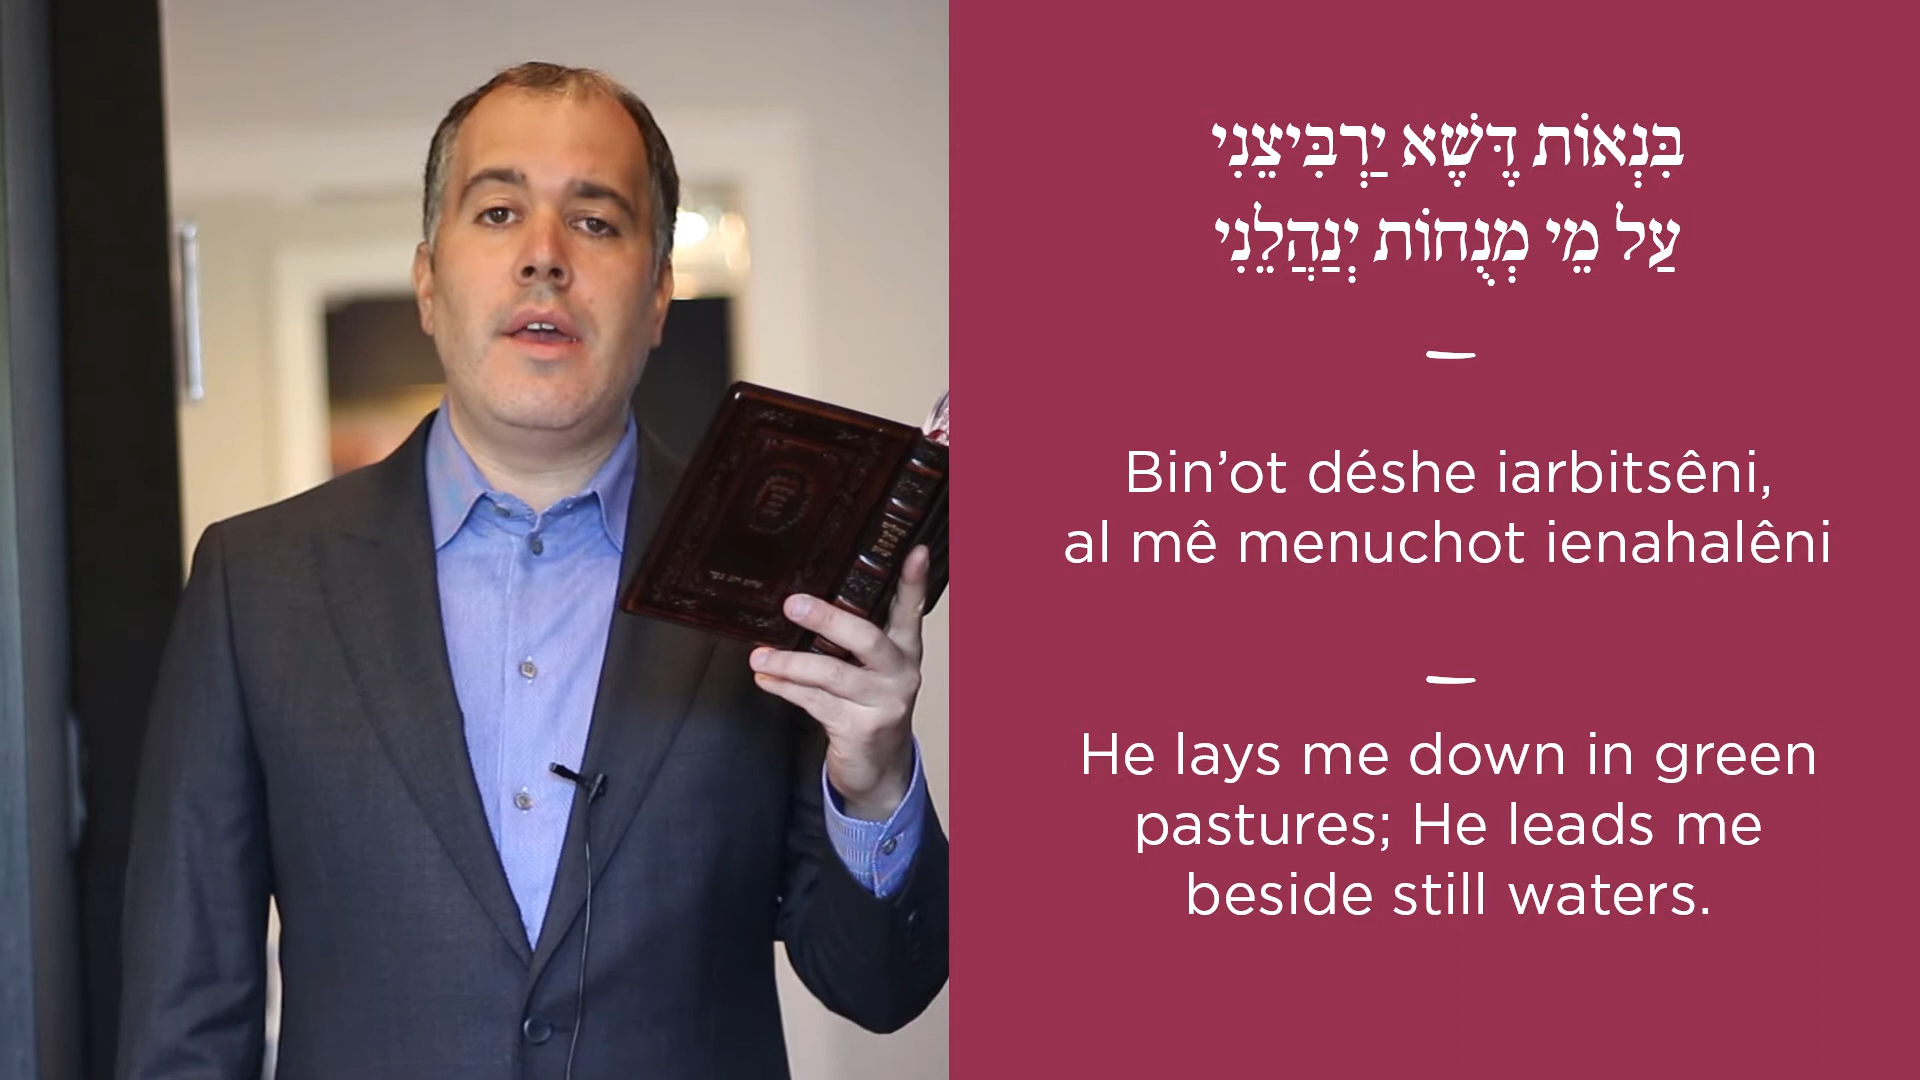 בִּנְאוֹת דֶּשֶׁא יַרְבִּיצֵנִי
עַל מֵי מְנֻחוֹת יְנַהֲלֵנִי
Bin’ot déshe iarbitsêni,
al mê menuchot ienahalêni
He lays me down in green
pastures; He leads me
beside still waters.